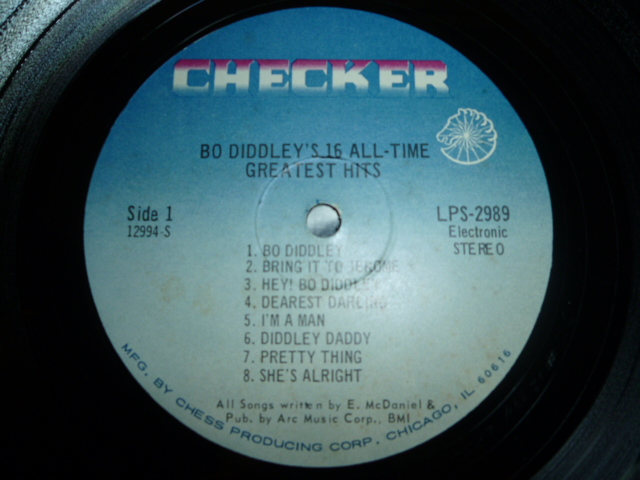 CHECKER
BO DIDDLEY'S 16 ALL-TIME
GREATEST HITS
Side 1
12994-S
LPS-2989
Electronic
STEREO
1. BO DIDDLEY
2. BRING IT TO JEROME
3. HEY! BO DIDDLEY
4. DEAREST DARLING
5. I'M A MAN
6. DIDDLEY DADDY
7. PRETTY THING
8. SHE'S ALRIGHT
All Songs written by E. McDaniel &
Pub. by Arc Music Corp., BMI
MFG. BY CHESS PRODUCING CORP., CHICAGO, IL 60616